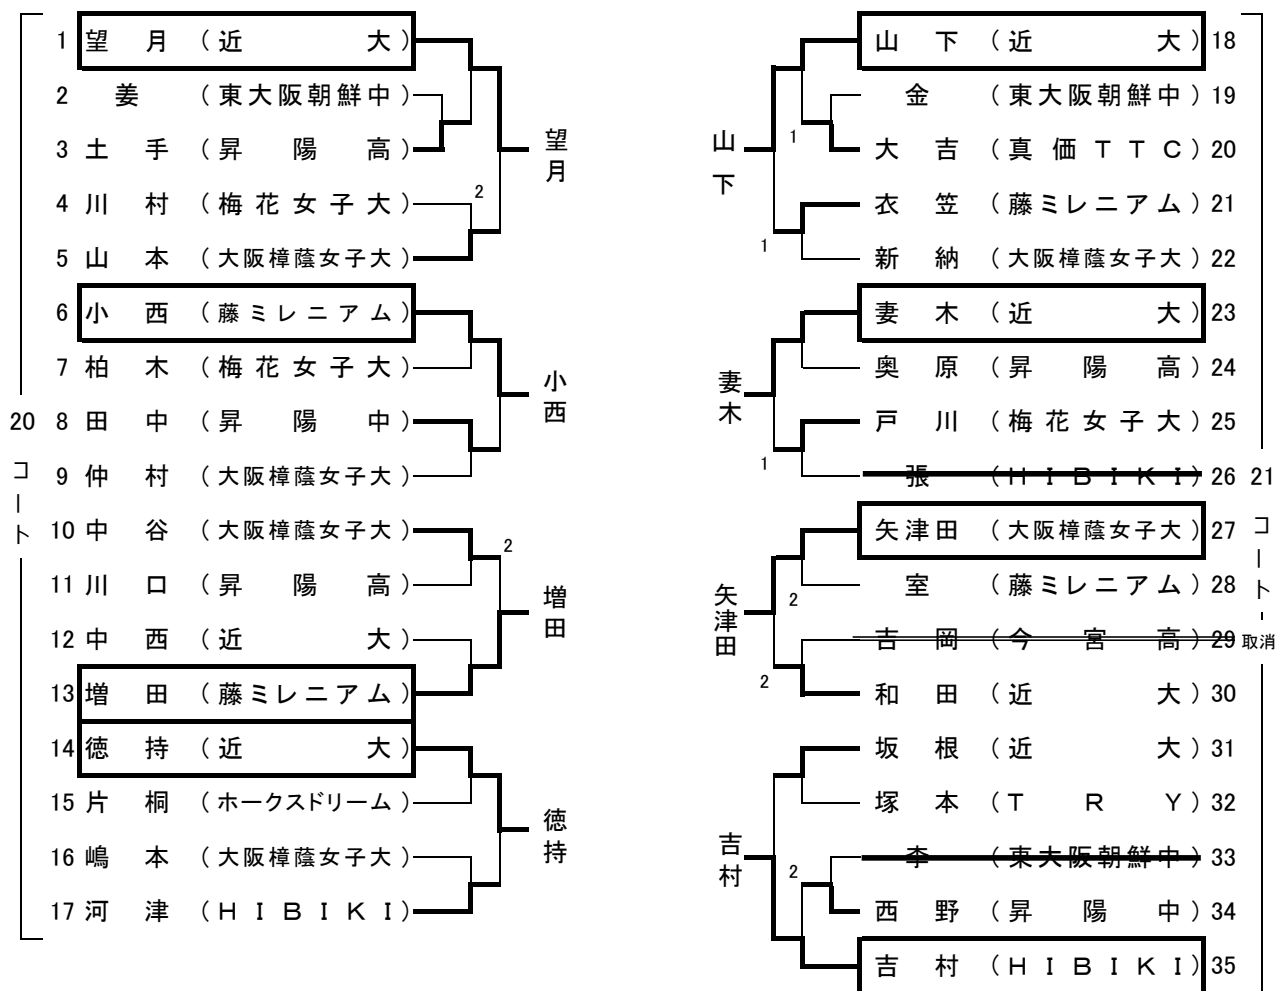 1 望月 (近大)
2 姜 (東大阪朝鮮中)
3 土手 (昇陽高)
4 川村 (梅花女子大)
5 山本 (大阪樟蔭女子大)
6 小西 (藤ミレニアム)
7 柏木 (梅花女子大)
8 田中 (昇陽中)
9 仲村 (大阪樟蔭女子大)
10 中谷 (大阪樟蔭女子大)
11 川口 (昇陽高)
12 中西 (近大)
13 増田 (藤ミレニアム)
14 徳持 (近大)
15 片桐 (ホークスドリーム)
16 嶋本 (大阪樟蔭女子大)
17 河津 (HIBIKI)
20コート
2
2
望月
小西
増田
徳持
山下
妻木
矢津田
吉村
1
1
1
2
2
2
山下 (近大) 18
金 (東大阪朝鮮中) 19
大吉 (真価TTC) 20
衣笠 (藤ミレニアム) 21
新納 (大阪樟蔭女子大) 22
妻木 (近大) 23
奥原 (昇陽高) 24
戸川 (梅花女子大) 25
張 (HIBIKI) 26
矢津田 (大阪樟蔭女子大) 27
室 (藤ミレニアム) 28
吉岡 (今宮高) 29 取消
和田 (近大) 30
坂根 (近大) 31
塚本 (TRY) 32
李 (東大阪朝鮮中) 33
西野 (昇陽中) 34
吉村 (HIBIKI) 35
21コート